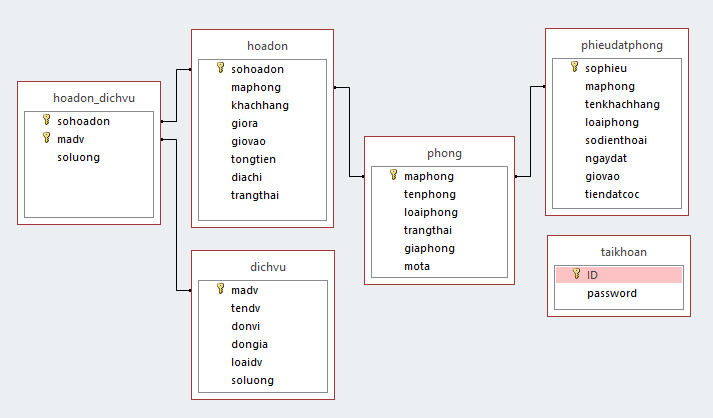 hoadon_dichvu
sohoadon
madv
soluong
hoadon
sohoadon
maphong
khachhang
giora
giovao
tongtien
diachi
trangthai
dichvu
madv
tendv
donvi
dongia
loaidv
soluong
phong
maphong
tenphong
loaiphong
trangthai
giaphong
mota
phieudatphong
sophieu
maphong
tenkhachhang
loaiphong
sodienthoai
ngaydat
giovao
tiendatcoc
taikhoan
ID
password